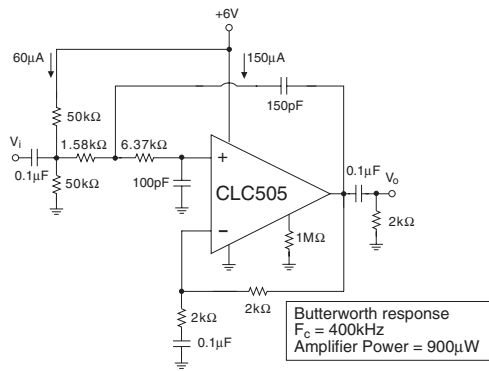 +6V
60µA
150µA
150pF
50kΩ
Vi
1.58kΩ
6.37kΩ
0.1µF
50kΩ
100pF
+
CLC505
−
0.1µF
Vo
2kΩ
1MΩ
2kΩ
2kΩ
0.1µF
Butterworth response
Fc = 400kHz
Amplifier Power = 900µW